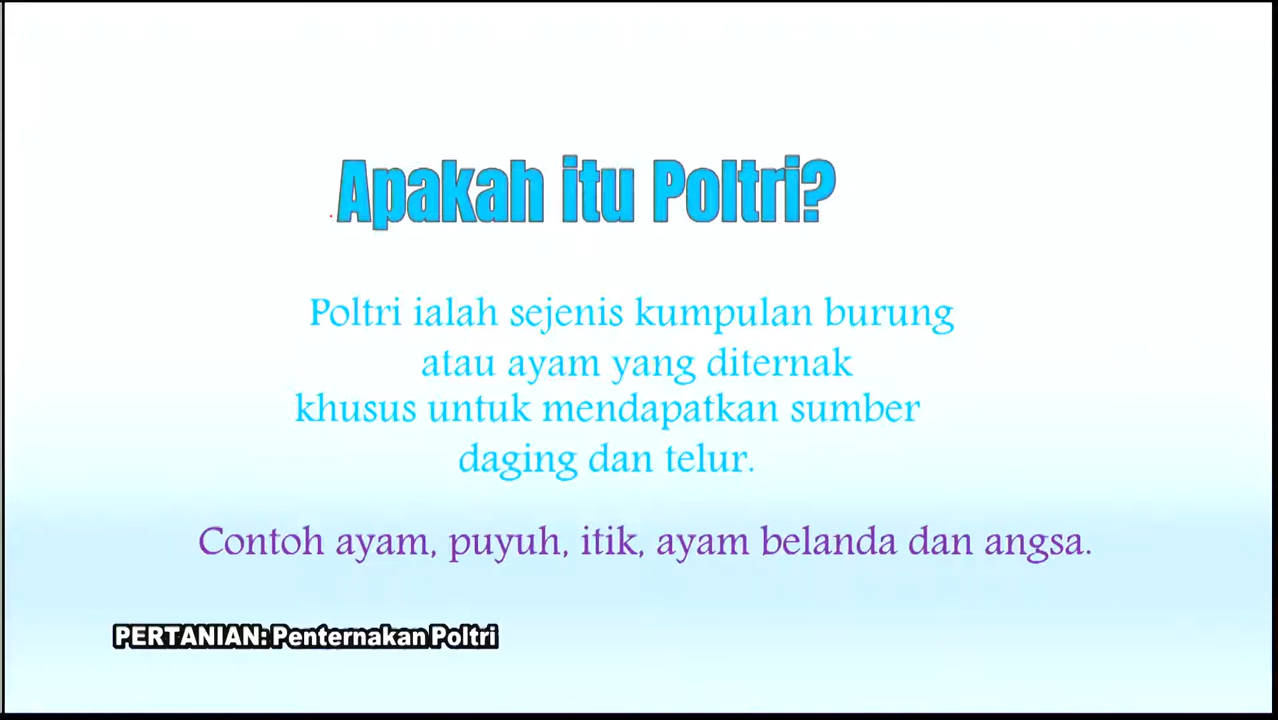 Apakah itu Poltri?
Poltri ialah sejenis kumpulan burung
atau ayam yang diternak
khusus untuk mendapatkan sumber
daging dan telur.
Contoh ayam, puyuh, itik, ayam belanda dan angsa.
PERTANIAN: Penternakan Poltri